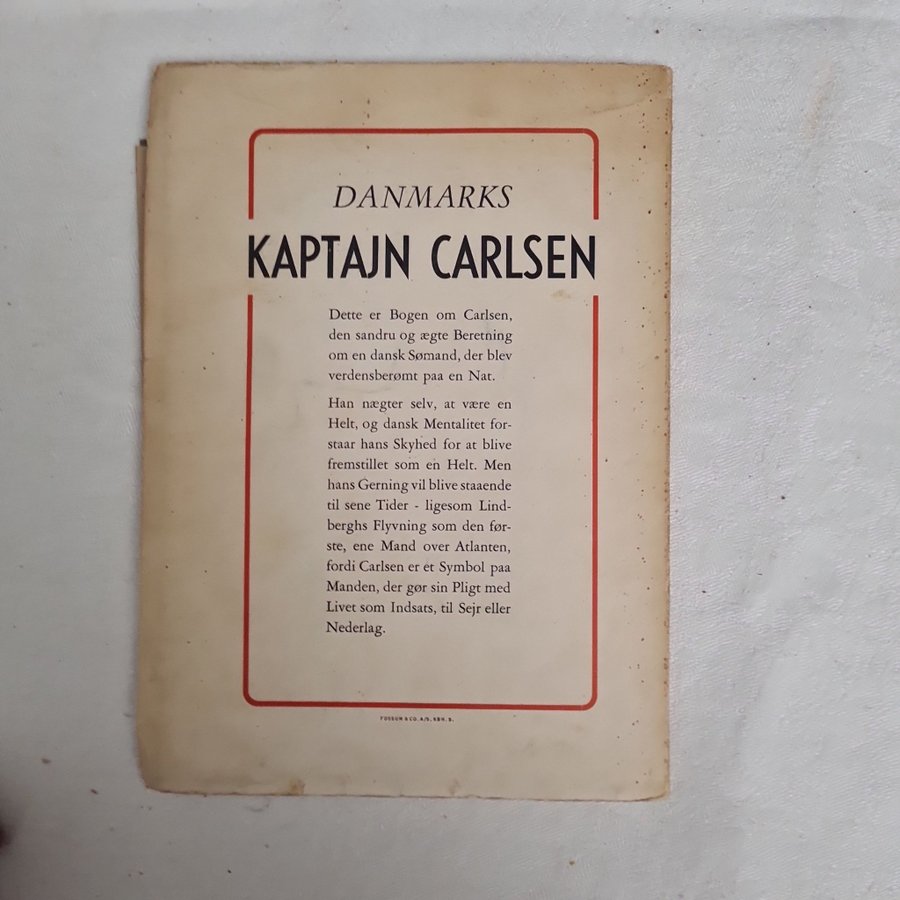 DANMARKS
KAPTAJN CARLSEN
Dette er Bogen om Carlsen,
den sandru og ægte Beretning
om en dansk Sømand, der blev
verdensberømt paa en Nat.
Han nægter selv, at være en
Helt, og dansk Mentalitet for-
staar hans Skyhed for at blive
fremstillet som en Helt. Men
hans Gerning vil blive staaende
til sene Tider - ligesom Lind-
berghs Flyvning som den før-
ste, ene Mand over Atlanten,
fordi Carlsen er et Symbol paa
Manden, der gør sin Pligt med
Livet som Indsats, til Sejr eller
Nederlag.
FOSSUM & CO. A/S, KBH. S.